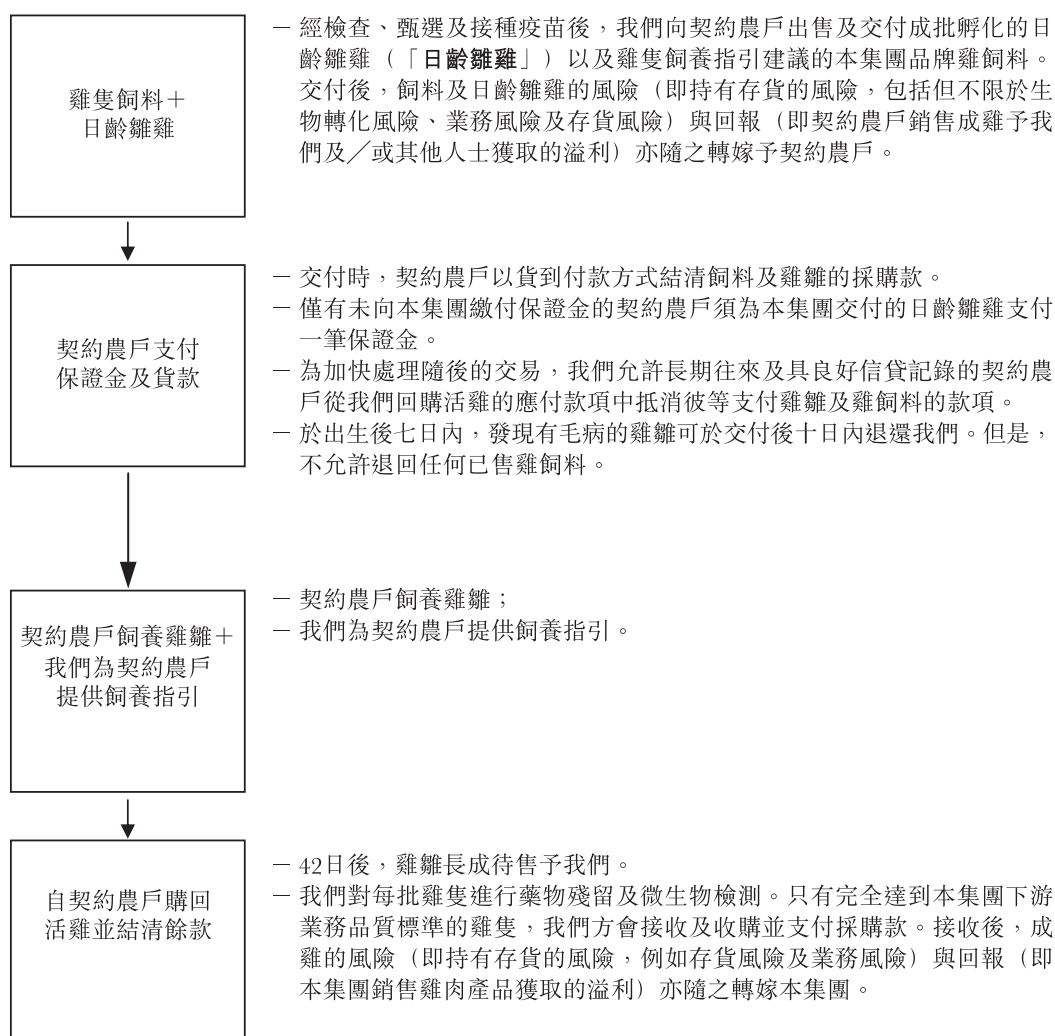 雞隻飼料＋
日齡雛雞
— 經檢查、甄選及接種疫苗後，我們向契約農戶出售及交付成批孵化的日
齡雛雞（「日齡雛雞」）以及雞隻飼養指引建議的本集團品牌雞飼料。
交付後，飼料及日齡雛雞的風險（即持有存貨的風險，包括但不限於生
物轉化風險、業務風險及存貨風險）與回報（即契約農戶銷售成雞予我
們及／或其他人士獲取的溢利）亦隨之轉嫁予契約農戶。
契約農戶支付
保證金及貨款
— 交付時，契約農戶以貨到付款方式結清飼料及雞雛的採購款。
— 僅有未向本集團繳付保證金的契約農戶須為本集團交付的日齡雛雞支付
一筆保證金。
— 為加快處理隨後的交易，我們允許長期往來及具良好信貸記錄的契約農
戶從我們回購活雞的應付款項中抵消彼等支付雞雛及雞飼料的款項。
— 於出生後七日內，發現有毛病的雞雛可於交付後十日內退還我們。但是，
不允許退回任何已售雞飼料。
契約農戶飼養雞雛＋
我們為契約農戶
提供飼養指引
— 契約農戶飼養雞雛；
— 我們為契約農戶提供飼養指引。
自契約農戶購回
活雞並結清餘款
— 42日後，雞雛長成待售予我們。
— 我們對每批雞隻進行藥物殘留及微生物檢測。只有完全達到本集團下游
業務品質標準的雞隻，我們方會接收及收購並支付採購款。接收後，成
雞的風險（即持有存貨的風險，例如存貨風險及業務風險）與回報（即
本集團銷售雞肉產品獲取的溢利）亦隨之轉嫁本集團。